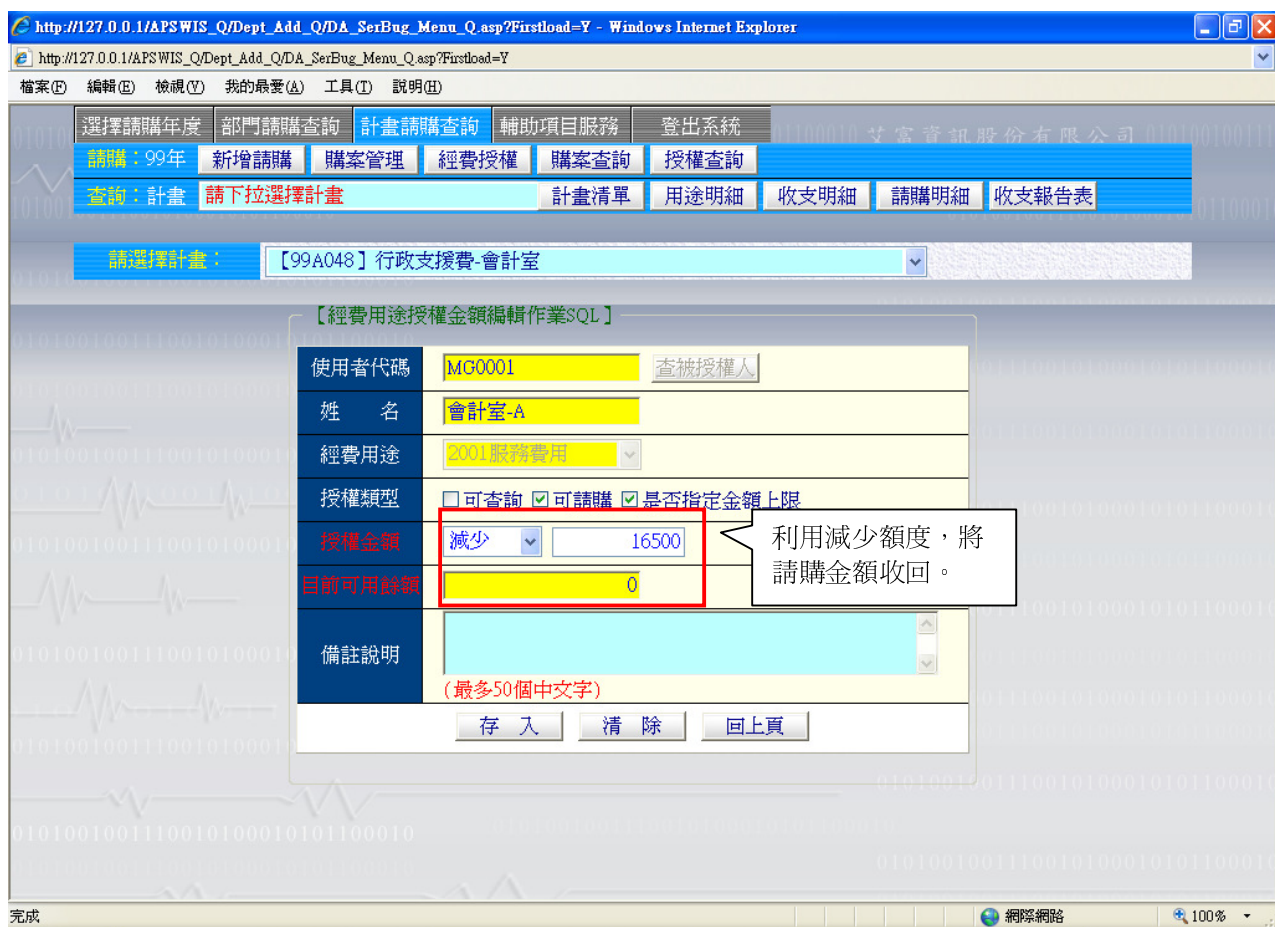 http://127.0.0.1/APSWIS_Q/Dept_Add_Q/DA_SerBug_Menu_Q.asp?Firstload=Y - Windows Internet Explorer
http://127.0.0.1/APSWIS_Q/Dept_Add_Q/DA_SerBug_Menu_Q.asp?Firstload=Y
檔案(F) 編輯(E) 檢視(V) 我的最愛(A) 工具(T) 說明(H)
選擇請購年度 部門請購查詢 計畫請購查詢 輔助項目服務 登出系統
艾富資訊股份有限公司
請購：99年 新增請購 購案管理 經費授權 購案查詢 授權查詢
查詢：計畫 請下拉選擇計畫 計畫清單 用途明細 收支明細 請購明細 收支報告表
請選擇計畫： 【99A048】行政支援費-會計室
【經費用途授權金額編輯作業SQL】
使用者代碼 MG0001 查被授權人
姓 名 會計室-A
經費用途 2001服務費用
授權類型 可查詢 可請購 是否指定金額上限
授權金額 減少 16500
利用減少額度，將
請購金額收回。
目前可用餘額 0
備註說明
(最多50個中文字)
存 入 清 除 回上頁
完成 網際網路 100%